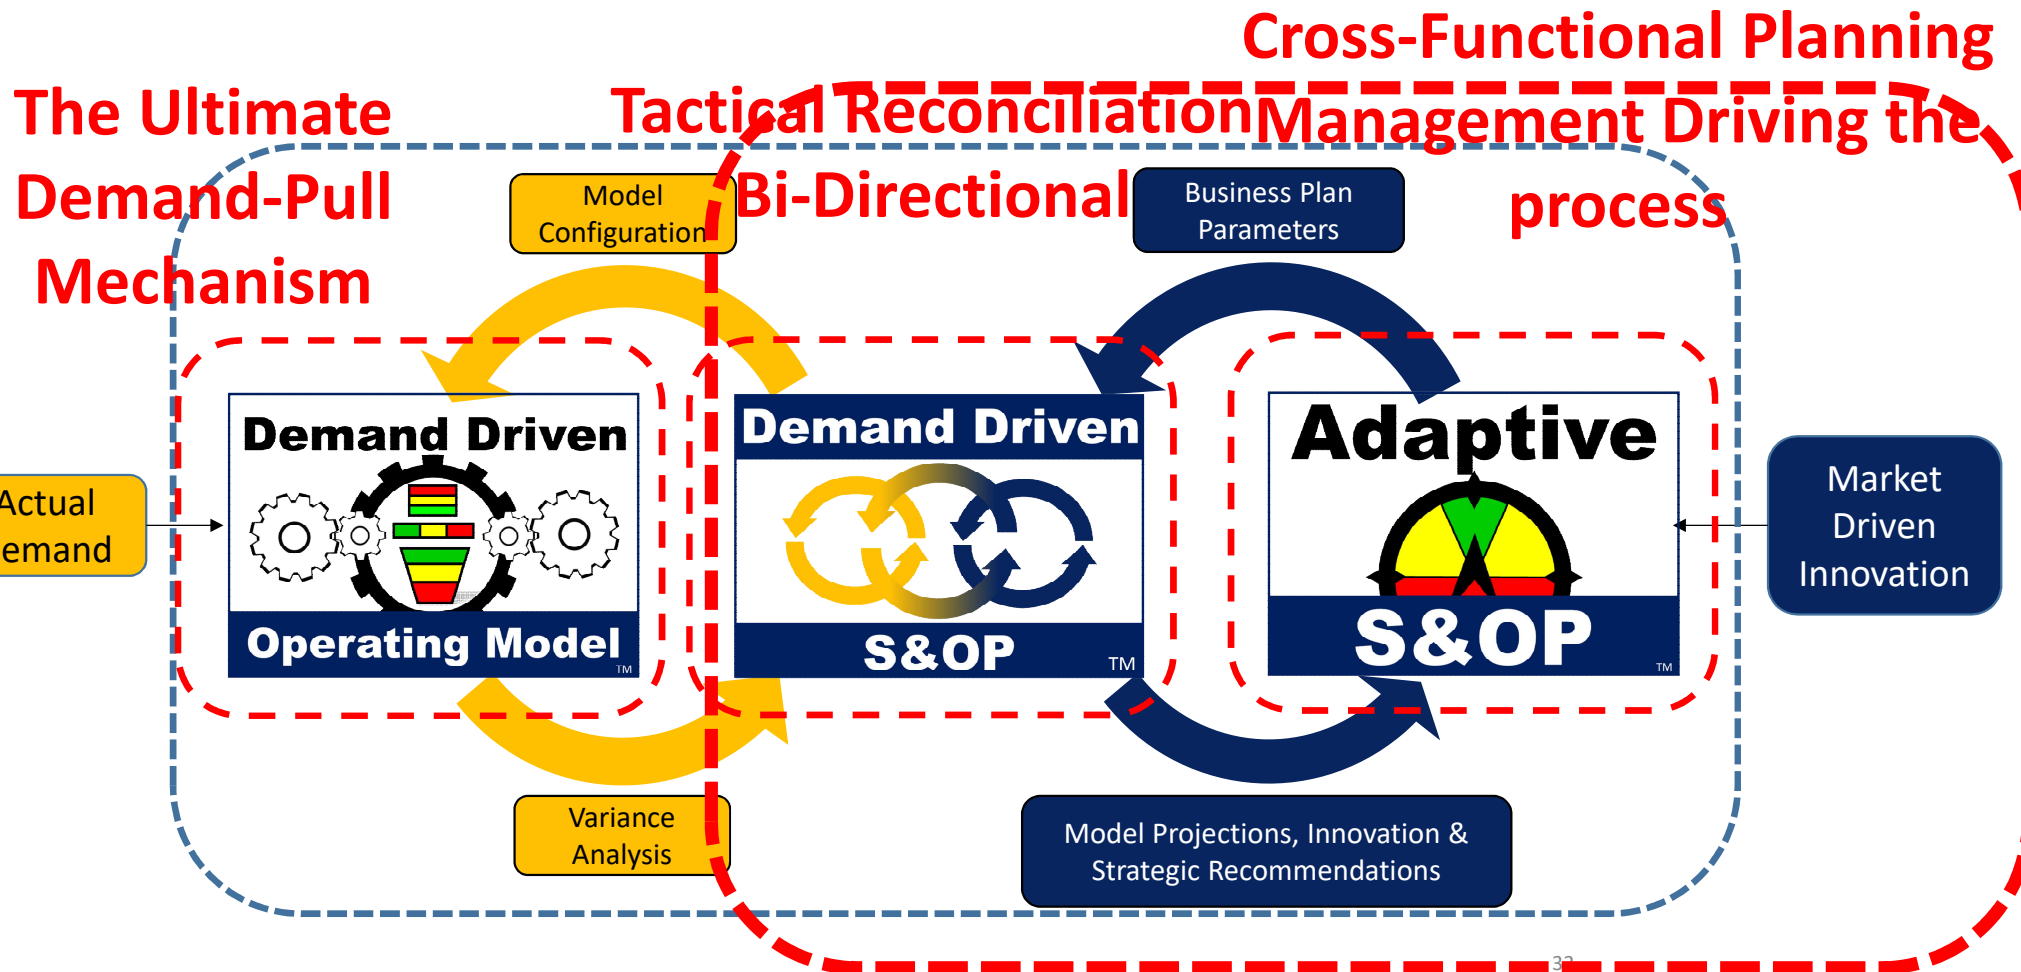 Cross-Functional Planning
Management Driving the
process
The Ultimate
Demand-Pull
Mechanism
Tactical Reconciliation
Bi-Directional
Model
Configuration
Business Plan
Parameters
Demand Driven
Operating Model
TM
Demand Driven
S&OP
TM
Adaptive
S&OP
TM
Actual
emand
Market
Driven
Innovation
Variance
Analysis
Model Projections, Innovation &
Strategic Recommendations
32